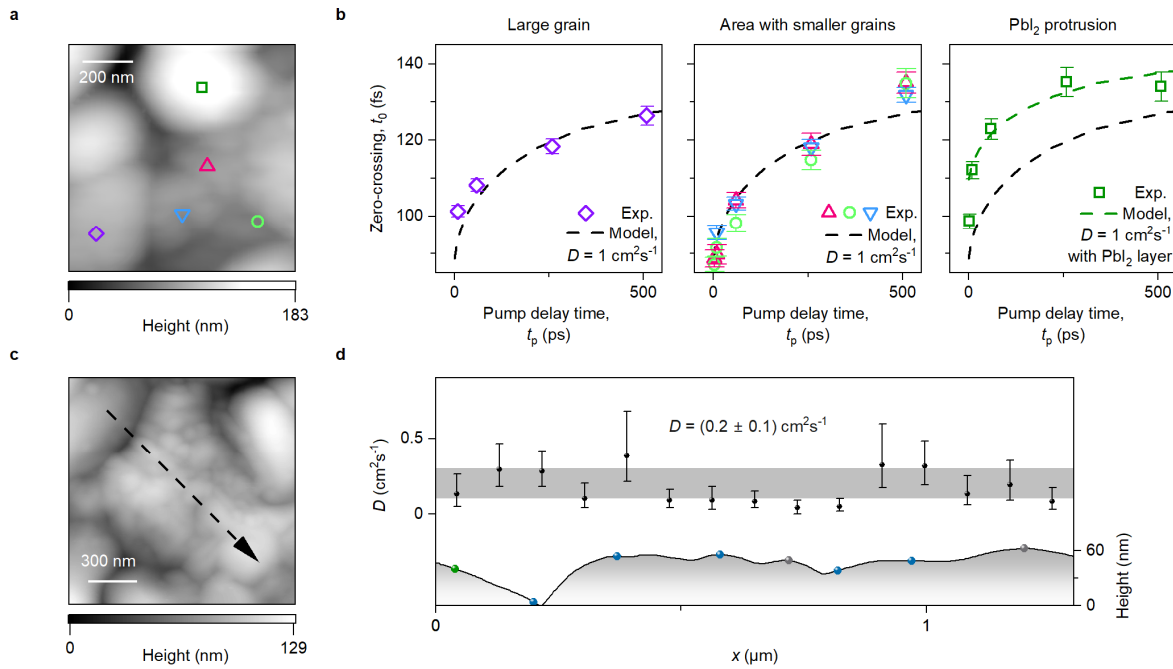 a
200 nm
0
183
Height (nm)
b
Large grain
Area with smaller grains
PbI₂ protrusion
Zero-crossing, t₀ (fs)
140
120
100
Exp.
Model,
D = 1 cm²s⁻¹
Exp.
Model,
D = 1 cm²s⁻¹
Exp.
Model,
D = 1 cm²s⁻¹
with PbI₂ layer
0
500
0
500
0
500
Pump delay time,
tₚ (ps)
Pump delay time,
tₚ (ps)
Pump delay time,
tₚ (ps)
c
300 nm
0
129
Height (nm)
d
D = (0.2 ± 0.1) cm²s⁻¹
D (cm²s⁻¹)
0.5
0
60
0
Height (nm)
0
1
x (μm)